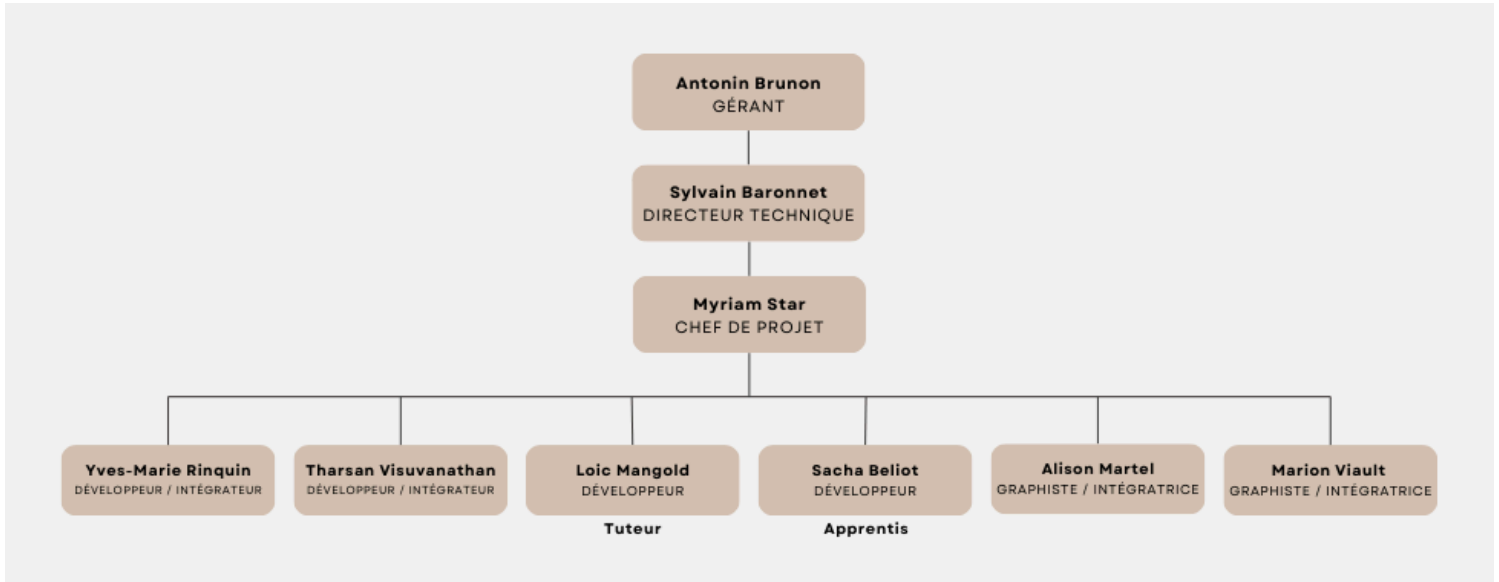 Antonin Brunon
GÉRANT
Sylvain Baronnet
DIRECTEUR TECHNIQUE
Myriam Star
CHEF DE PROJET
Yves-Marie Rinquin
DÉVELOPPEUR / INTÉGRATEUR
Tharsan Visuvanathan
DÉVELOPPEUR / INTÉGRATEUR
Loic Mangold
DÉVELOPPEUR
Tuteur
Sacha Beliot
DÉVELOPPEUR
Apprentis
Alison Martel
GRAPHISTE / INTÉGRATRICE
Marion Viault
GRAPHISTE / INTÉGRATRICE